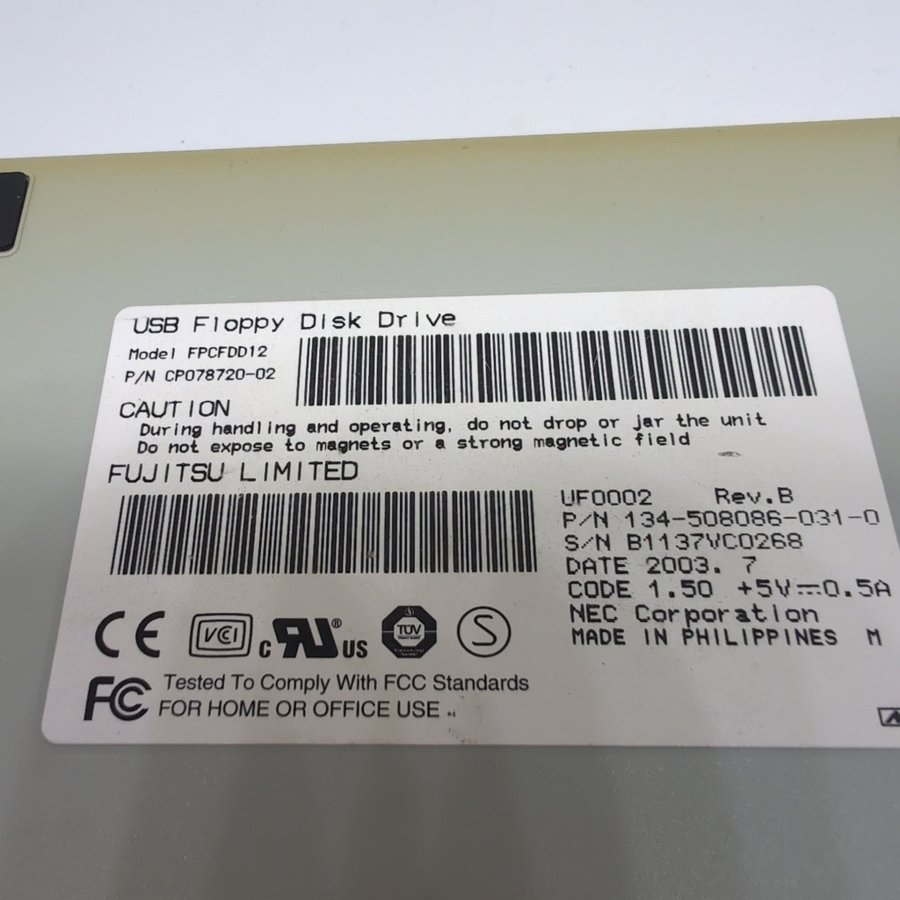 USB Floppy Disk Drive
Model FPCFDD12
P/N CP078720-02
CAUTION
During handling and operating, do not drop or jar the unit
Do not expose to magnets or a strong magnetic field
FUJITSU LIMITED
UF0002 Rev.B
P/N 134-508086-031-0
S/N B1137VC0268
DATE 2003. 7
CODE 1.50 +5V⎓0.5A
NEC Corporation
MADE IN PHILIPPINES M
CE VCI c RU ® US TÜV S
FC Tested To Comply With FCC Standards
FOR HOME OR OFFICE USE